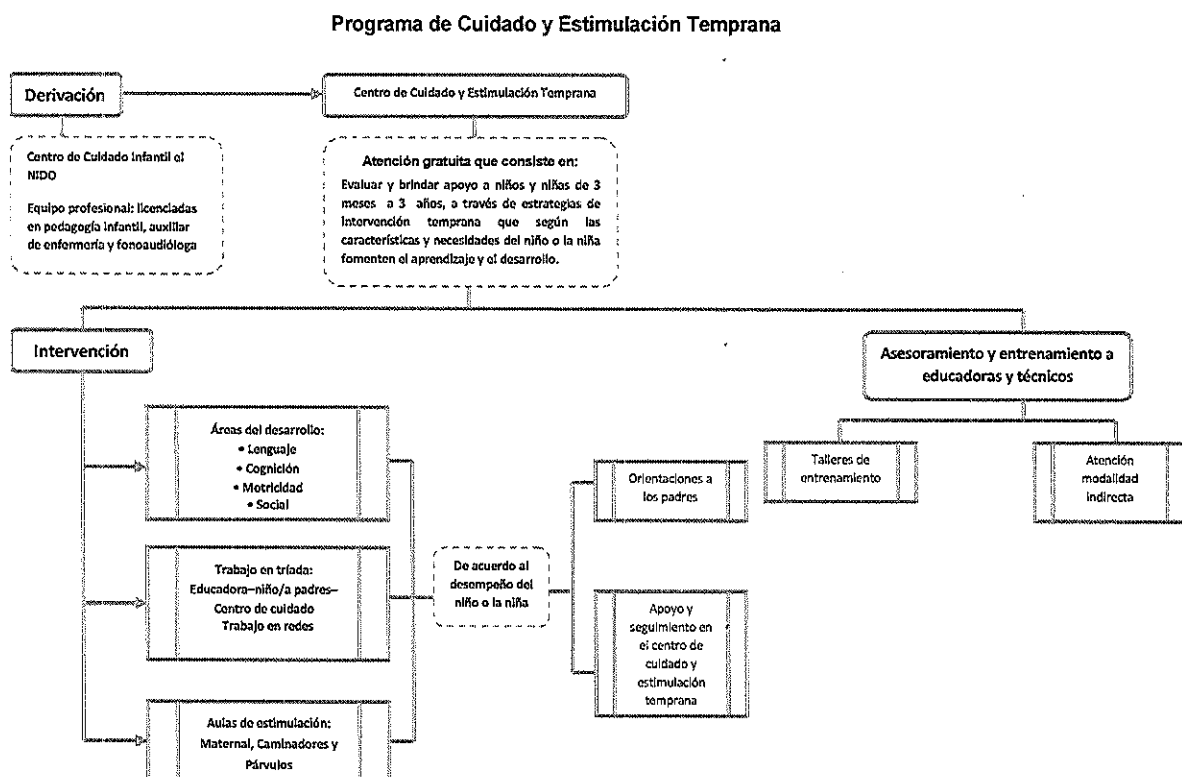 Programa de Cuidado y Estimulación Temprana
Derivación
Centro de Cuidado y Estimulación Temprana
Centro de Cuidado Infantil el
NIDO
Equipo profesional: licenciadas
en pedagogía infantil, auxiliar
de enfermería y fonoaudióloga
Atención gratuita que consiste en:
Evaluar y brindar apoyo a niños y niñas de 3
meses a 3 años, a través de estrategias de
intervención temprana que según las
características y necesidades del niño o la niña
fomenten el aprendizaje y el desarrollo.
Intervención
Asesoramiento y entrenamiento a
educadoras y técnicos
Áreas del desarrollo:
• Lenguaje
• Cognición
• Motricidad
• Social
Trabajo en tríada:
Educadora–niño/a padres–
Centro de cuidado
Trabajo en redes
Aulas de estimulación:
Maternal, Caminadores y
Párvulos
De acuerdo al
desempeño del
niño o la niña
Orientaciones a
los padres
Apoyo y
seguimiento en
el centro de
cuidado y
estimulación
temprana
Talleres de
entrenamiento
Atención
modalidad
indirecta